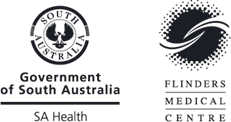 SOUTH
AUSTRALIA
Government
of South Australia
SA Health
FLINDERS
MEDICAL
CENTRE